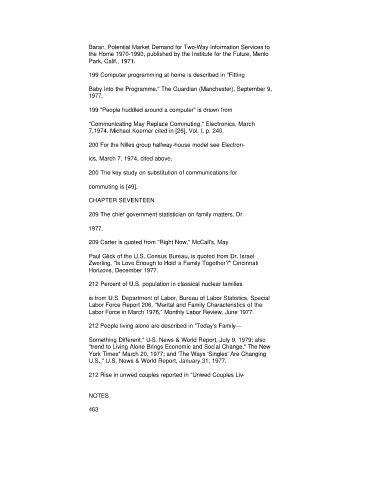 Baran, Potential Market Demand for Two-Way Information Services to
the Home 1970-1990, published by the Institute for the Future, Menlo
Park, Calif., 1971.
199 Computer programming at home is described in "Fitting
Baby Into the Programme," The Guardian (Manchester), September 9,
1977.
199 "People huddled around a computer" is drawn from
"Communicating May Replace Commuting," Electronics, March
7,1974. Michael Koerner cited in [26], Vol. I, p. 240.
200 For the Nilles group halfway-house model see Electron-
ics, March 7, 1974, cited above.
200 The key study on substitution of communications for
commuting is [49].
CHAPTER SEVENTEEN
209 The chief government statistician on family matters, Dr.
1977.
209 Carter is quoted from "Right Now," McCall's, May
Paul Glick of the U.S. Census Bureau, is quoted from Dr. Israel
Zwerling, "Is Love Enough to Hold a Family Together?" Cincinnati
Horizons, December 1977.
212 Percent of U.S. population in classical nuclear families
is from U.S. Department of Labor, Bureau of Labor Statistics, Special
Labor Force Report 206, "Marital and Family Characteristics of the
Labor Force in March 1976," Monthly Labor Review, June 1977.
212 People living alone are described in "Today's Family—
Something Different," U.S. News & World Report, July 9, 1979; also
"trend to Living Alone Brings Economic and Social Change," The New
York Times" March 20, 1977; and 'The Ways 'Singles' Are Changing
U.S.," U.S. News & World Report, January 31, 1977.
212 Rise in unwed couples reported in "Unwed Couples Liv-
NOTES
463